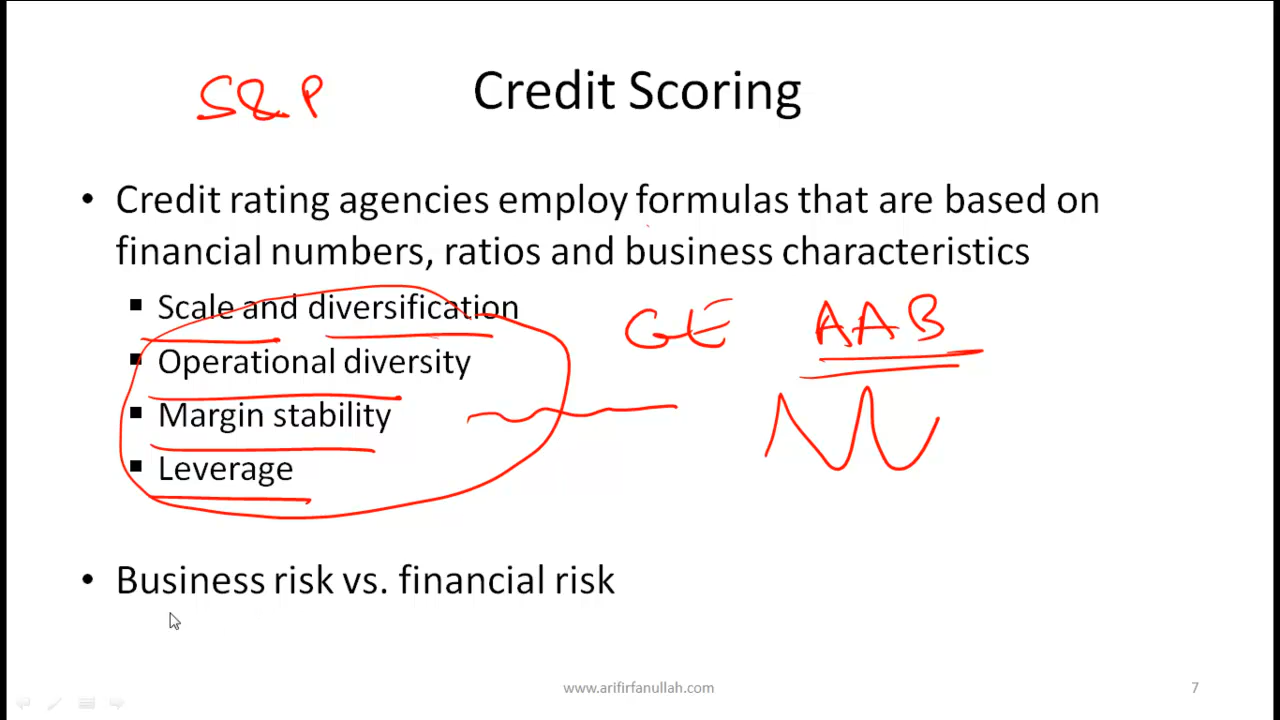 S&P
Credit Scoring
• Credit rating agencies employ formulas that are based on
financial numbers, ratios and business characteristics
▪ Scale and diversification
GE AAB
▪ Operational diversity
▪ Margin stability
▪ Leverage
• Business risk vs. financial risk
www.arifirfanullah.com
7